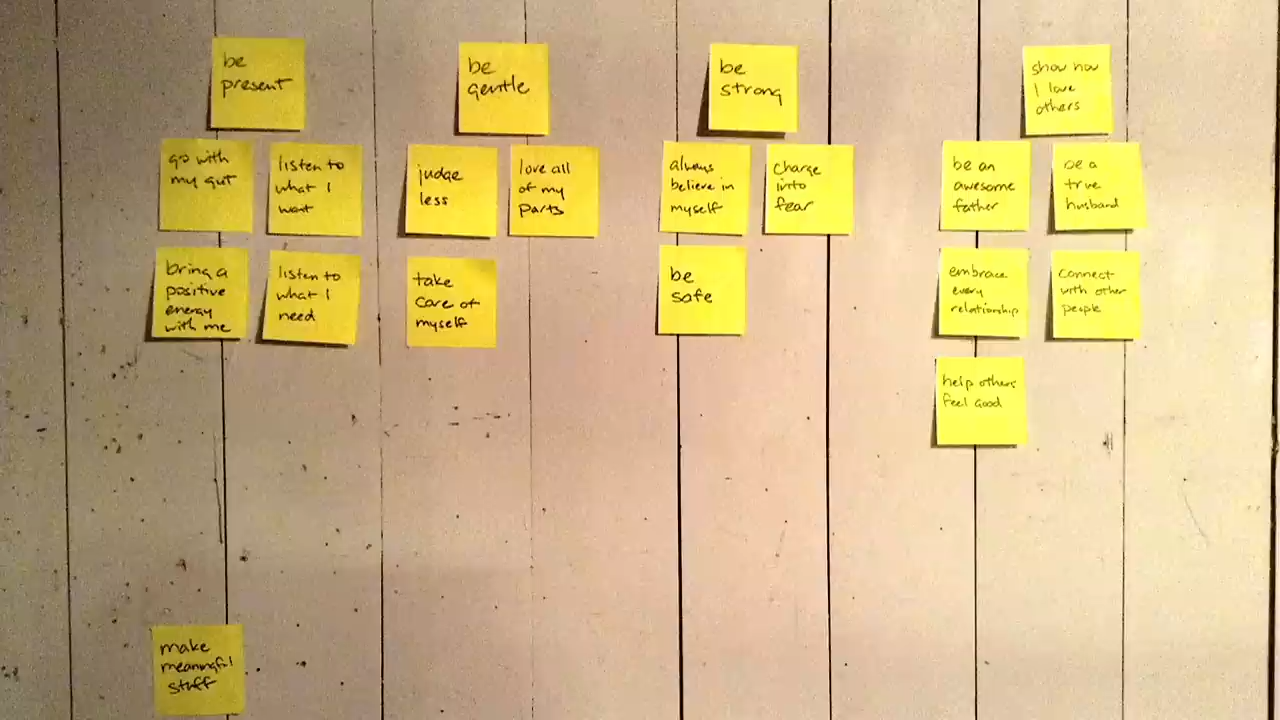 be
present
be
gentle
be
strong
show how
I love
others
go with
my gut
listen to
what I
want
judge
less
love all
of my
parts
always
believe in
myself
charge
into
fear
be an
awesome
father
be a
true
husband
bring a
positive
energy
with me
listen to
what I
need
take
care of
myself
be
safe
embrace
every
relationship
connect
with other
people
help others
feel good
make
meaningful
stuff